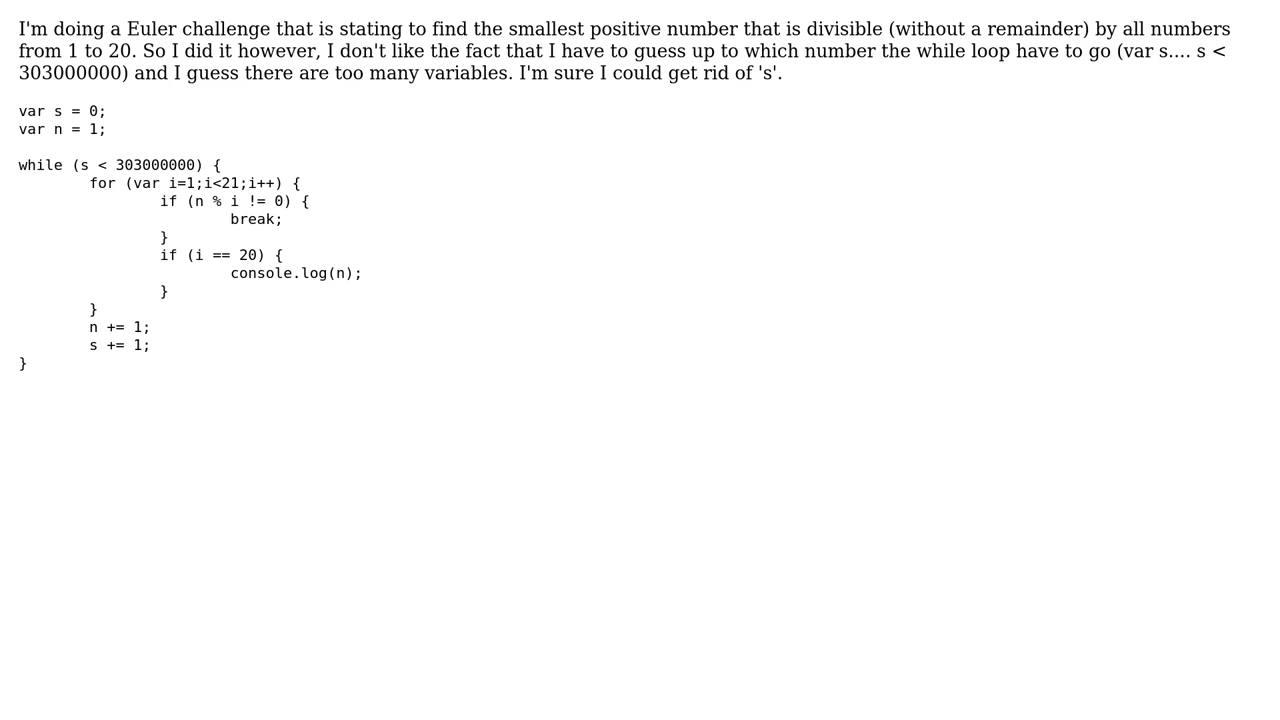 I'm doing a Euler challenge that is stating to find the smallest positive number that is divisible (without a remainder) by all numbers
from 1 to 20. So I did it however, I don't like the fact that I have to guess up to which number the while loop have to go (var s.... s <
303000000) and I guess there are too many variables. I'm sure I could get rid of 's'.

var s = 0;
var n = 1;

while (s < 303000000) {
        for (var i=1;i<21;i++) {
                if (n % i != 0) {
                        break;
                }
                if (i == 20) {
                        console.log(n);
                }
        }
        n += 1;
        s += 1;
}